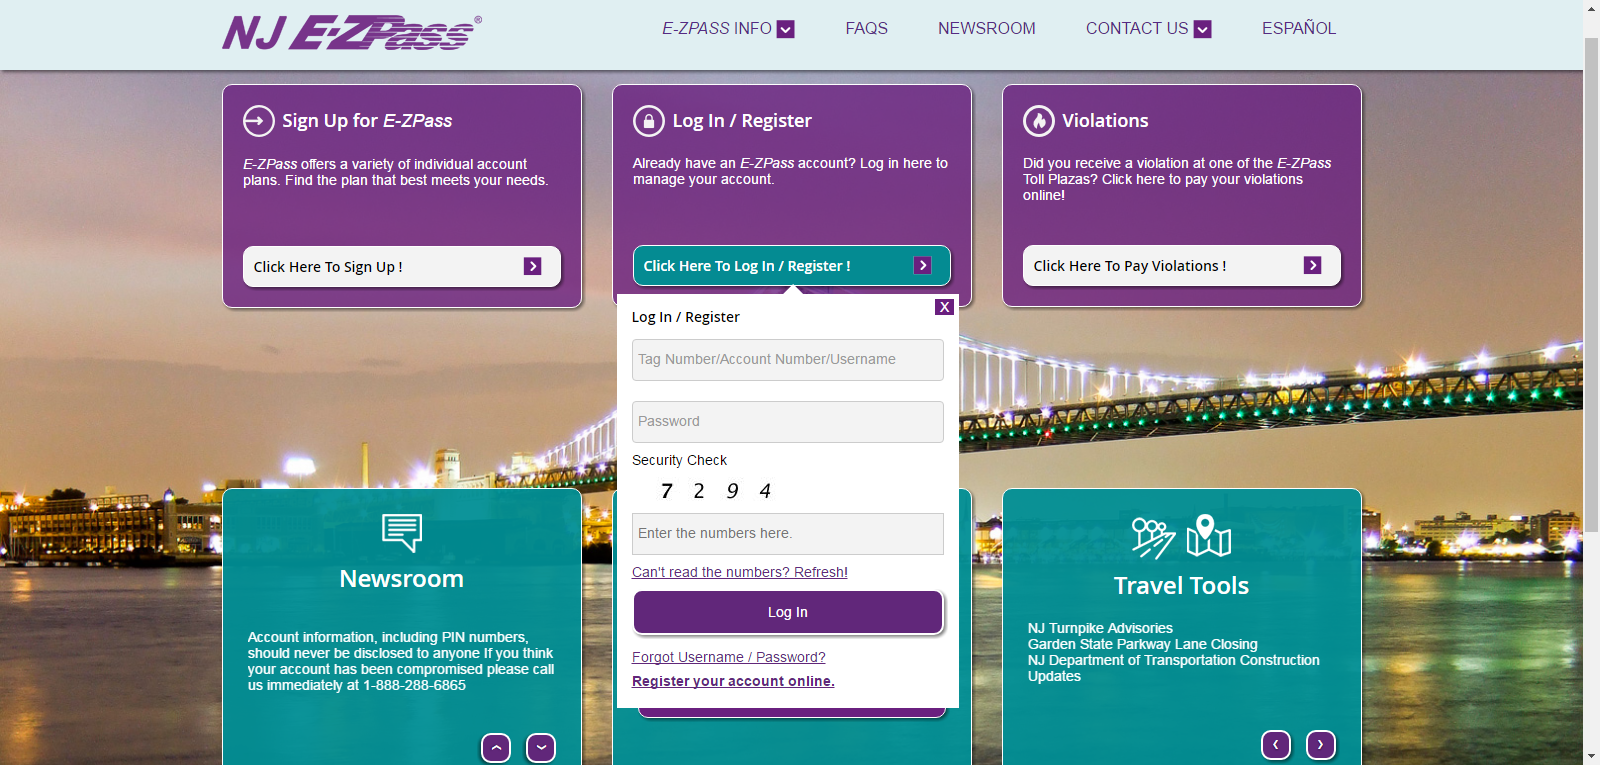 NJ E-ZPass®
E-ZPASS INFO
FAQS
NEWSROOM
CONTACT US
ESPAÑOL
Sign Up for E-ZPass
E-ZPass offers a variety of individual account
plans. Find the plan that best meets your needs.
Click Here To Sign Up !
Log In / Register
Already have an E-ZPass account? Log in here to
manage your account.
Click Here To Log In / Register !
Violations
Did you receive a violation at one of the E-ZPass
Toll Plazas? Click here to pay your violations
online!
Click Here To Pay Violations !
Log In / Register
X
Tag Number/Account Number/Username
Password
Security Check
7 2 9 4
Enter the numbers here.
Can't read the numbers? Refresh!
Log In
Forgot Username / Password?
Register your account online.
Newsroom
Account information, including PIN numbers,
should never be disclosed to anyone If you think
your account has been compromised please call
us immediately at 1-888-288-6865
Travel Tools
NJ Turnpike Advisories
Garden State Parkway Lane Closing
NJ Department of Transportation Construction
Updates